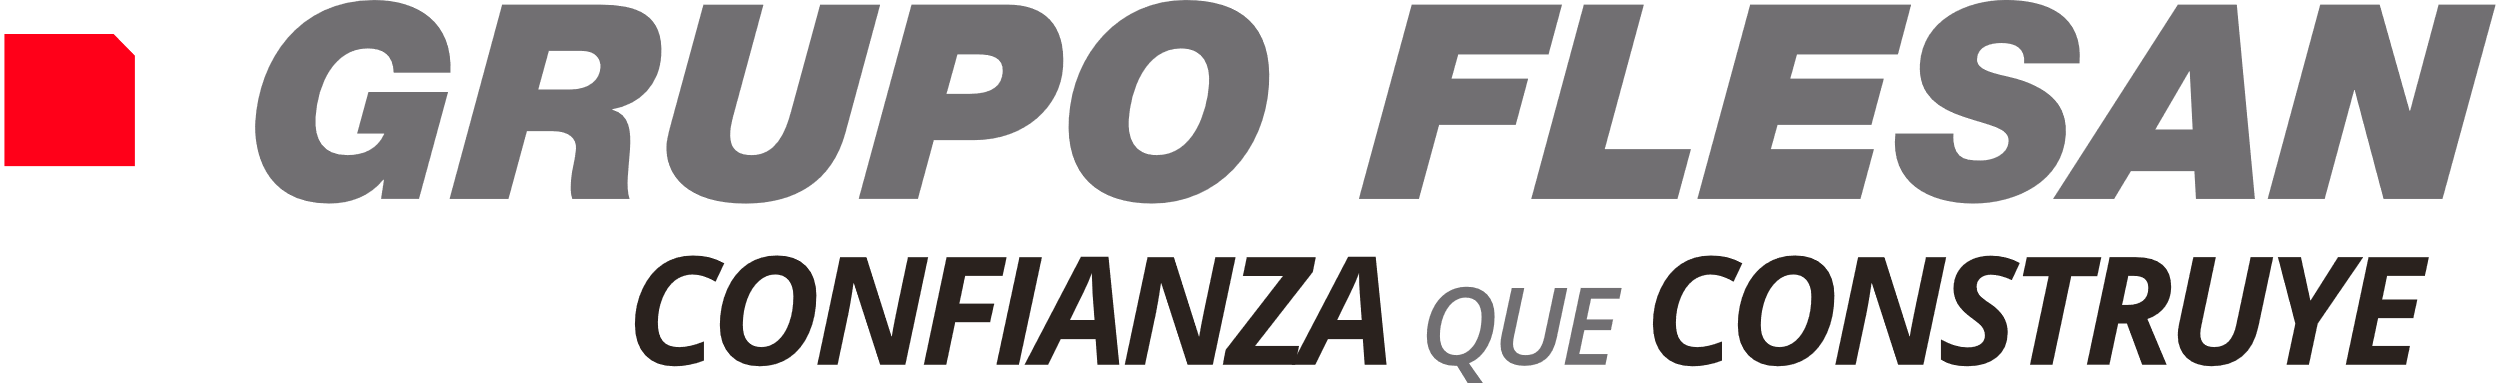 GRUPO FLESAN
CONFIANZA QUE CONSTRUYE